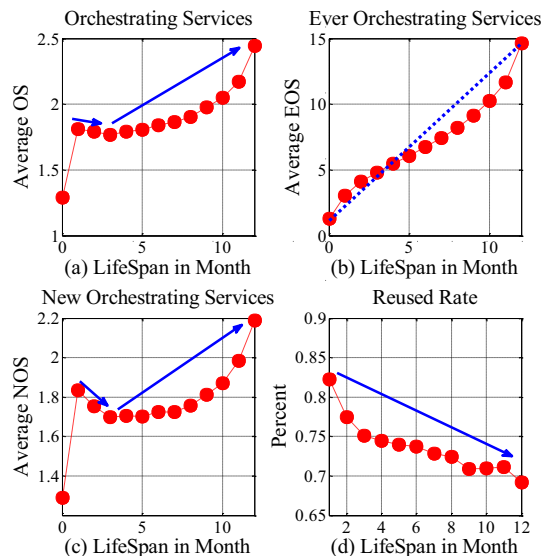 Orchestrating Services
Average OS
2.5
2
1.5
1
0
5
10
(a) LifeSpan in Month
Ever Orchestrating Services
Average EOS
15
10
5
0
0
5
10
(b) LifeSpan in Month
New Orchestrating Services
Average NOS
2.2
2
1.8
1.6
1.4
0
5
10
(c) LifeSpan in Month
Reused Rate
Percent
0.9
0.85
0.8
0.75
0.7
0.65
2
4
6
8
10
12
(d) LifeSpan in Month